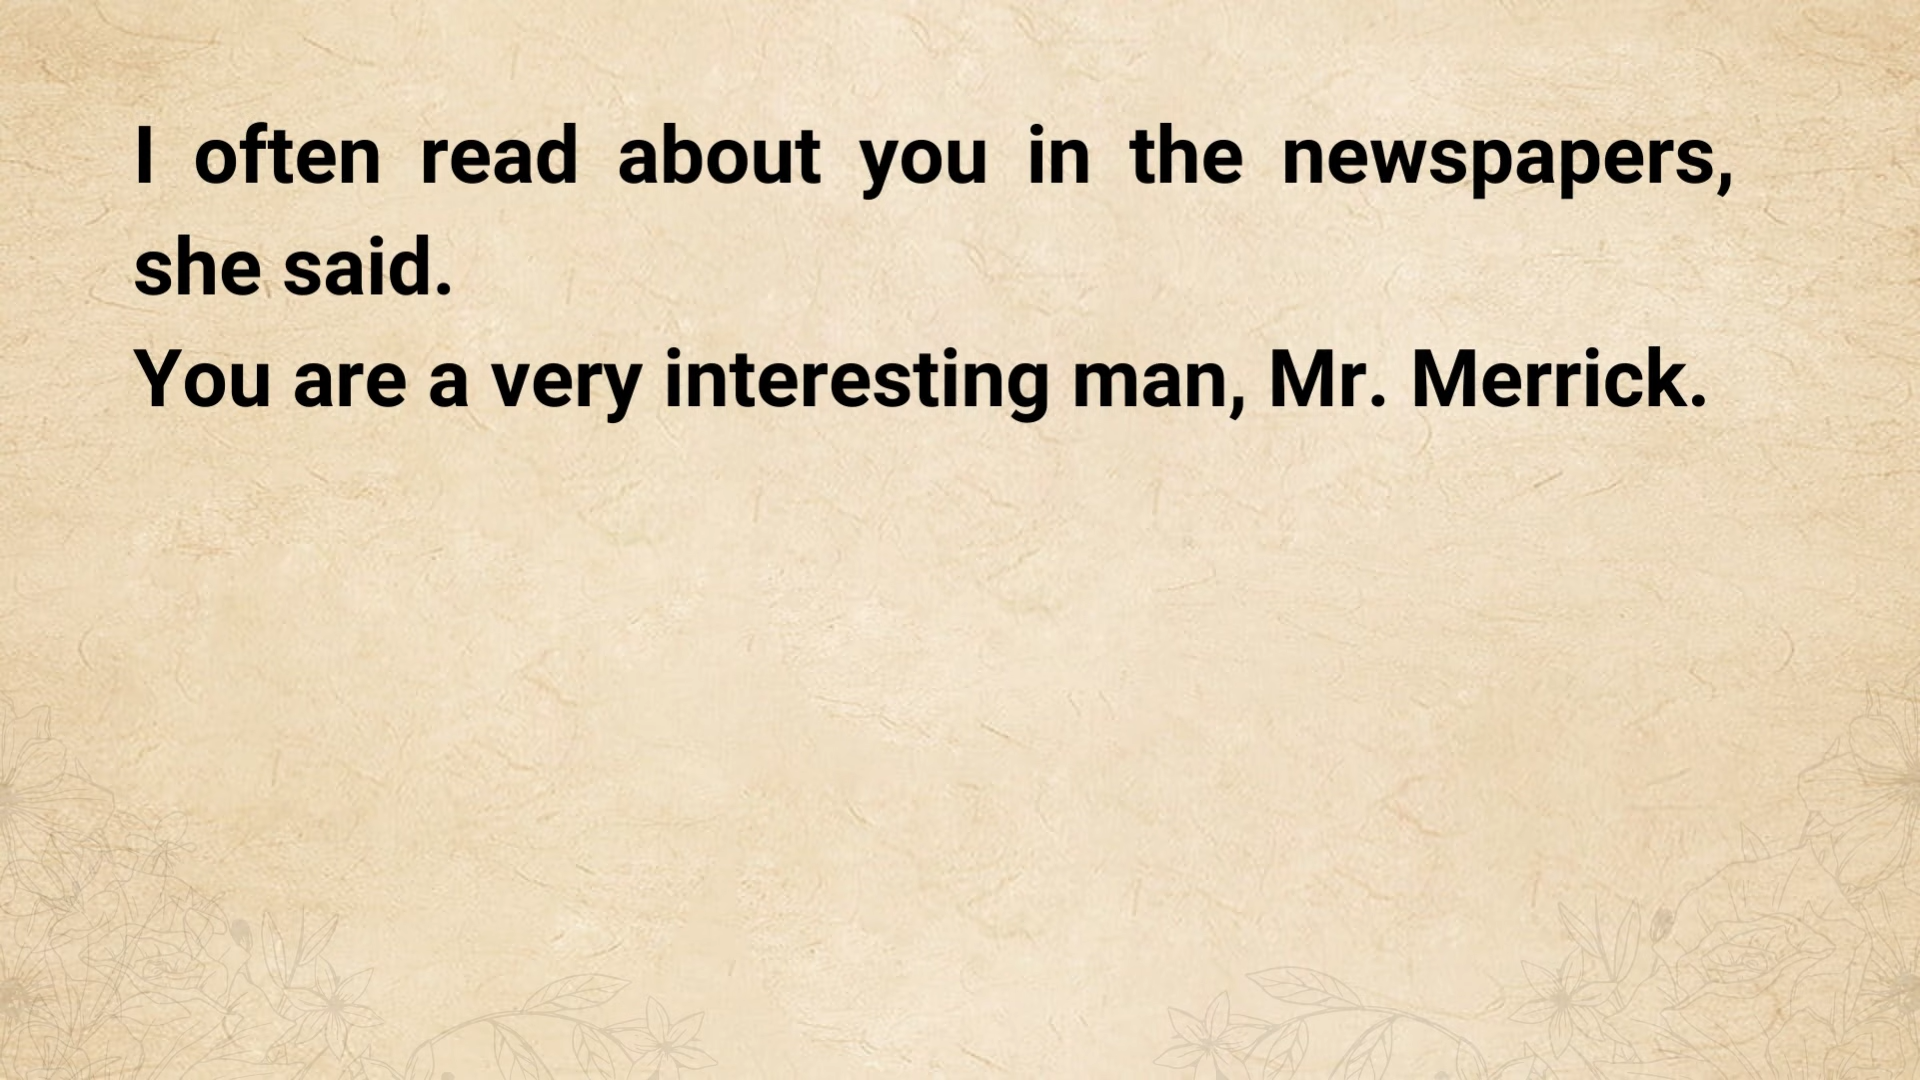 I often read about you in the newspapers,
she said.
You are a very interesting man, Mr. Merrick.